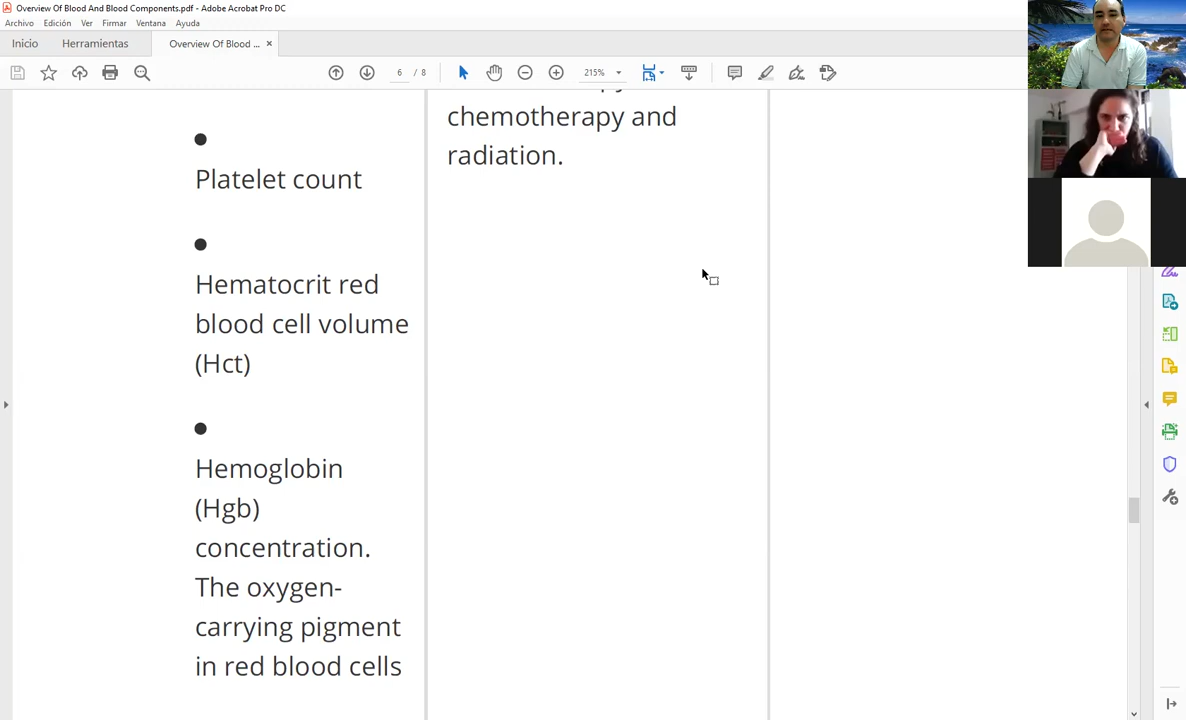 Overview Of Blood And Blood Components.pdf - Adobe Acrobat Pro DC
Archivo Edición Ver Firmar Ventana Ayuda
Inicio Herramientas Overview Of Blood ... ×
6 / 8 215%
chemotherapy and
radiation.
Platelet count
Hematocrit red
blood cell volume
(Hct)
Hemoglobin
(Hgb)
concentration.
The oxygen-
carrying pigment
in red blood cells